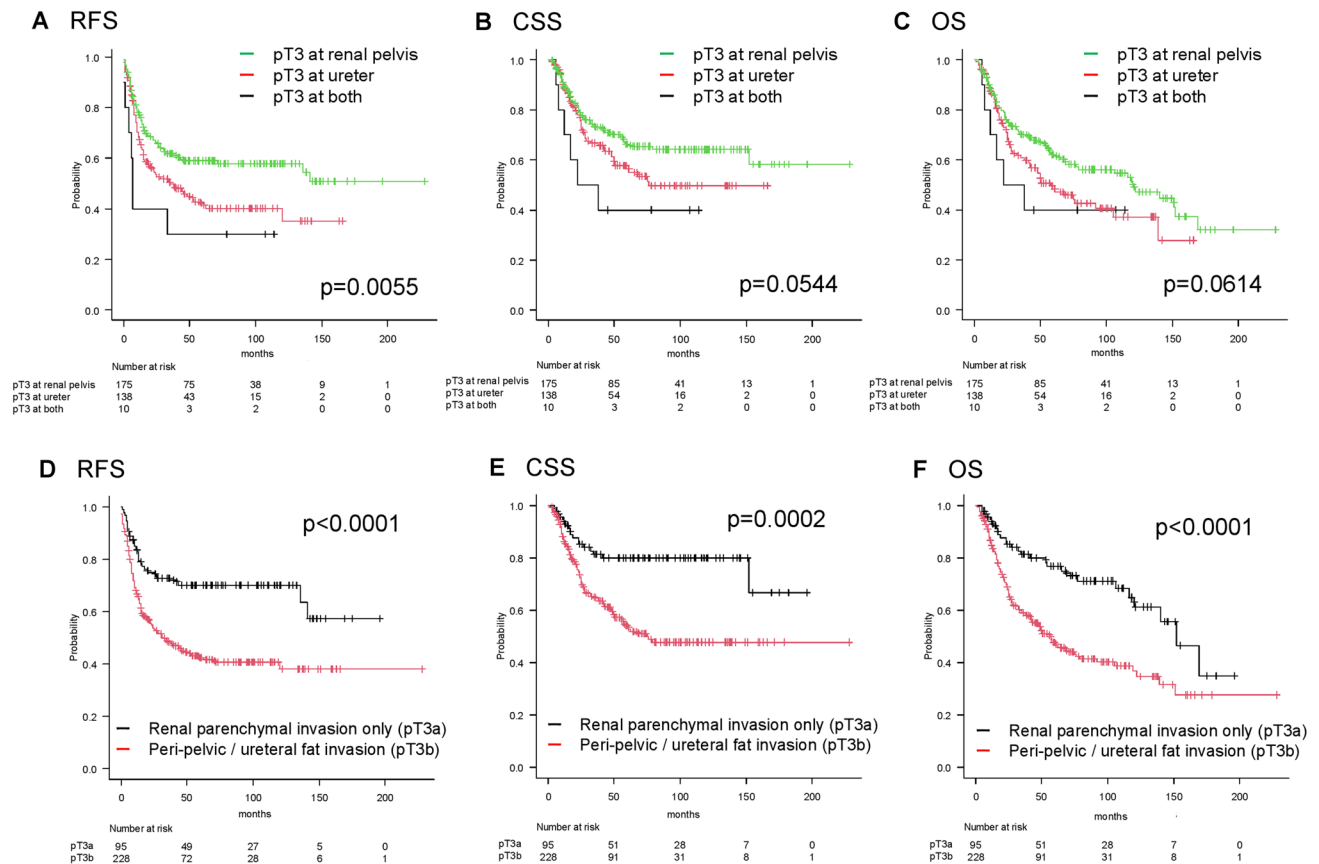 A RFS
pT3 at renal pelvis
pT3 at ureter
pT3 at both
Probability
1.0
0.8
0.6
0.4
0.2
0.0
p=0.0055
0 50 100 150 200
months
Number at risk
pT3 at renal pelvis 175 75 38 9 1
pT3 at ureter 138 43 15 2 0
pT3 at both 10 3 2 0 0
B CSS
pT3 at renal pelvis
pT3 at ureter
pT3 at both
Probability
1.0
0.8
0.6
0.4
0.2
0.0
p=0.0544
0 50 100 150 200
months
Number at risk
pT3 at renal pelvis 175 85 41 13 1
pT3 at ureter 138 54 16 2 0
pT3 at both 10 3 2 0 0
C OS
pT3 at renal pelvis
pT3 at ureter
pT3 at both
Probability
1.0
0.8
0.6
0.4
0.2
0.0
p=0.0614
0 50 100 150 200
months
Number at risk
pT3 at renal pelvis 175 85 41 13 1
pT3 at ureter 138 54 16 2 0
pT3 at both 10 3 2 0 0
D RFS
p<0.0001
Probability
1.0
0.8
0.6
0.4
0.2
0.0
Renal parenchymal invasion only (pT3a)
Peri-pelvic / ureteral fat invasion (pT3b)
0 50 100 150 200
months
Number at risk
pT3a 95 49 27 5 0
pT3b 228 72 28 6 1
E CSS
p=0.0002
Probability
1.0
0.8
0.6
0.4
0.2
0.0
Renal parenchymal invasion only (pT3a)
Peri-pelvic / ureteral fat invasion (pT3b)
0 50 100 150 200
months
Number at risk
pT3a 95 51 28 7 0
pT3b 228 91 31 8 1
F OS
p<0.0001
Probability
1.0
0.8
0.6
0.4
0.2
0.0
Renal parenchymal invasion only (pT3a)
Peri-pelvic / ureteral fat invasion (pT3b)
0 50 100 150 200
months
Number at risk
pT3a 95 51 28 7 0
pT3b 228 91 31 8 1